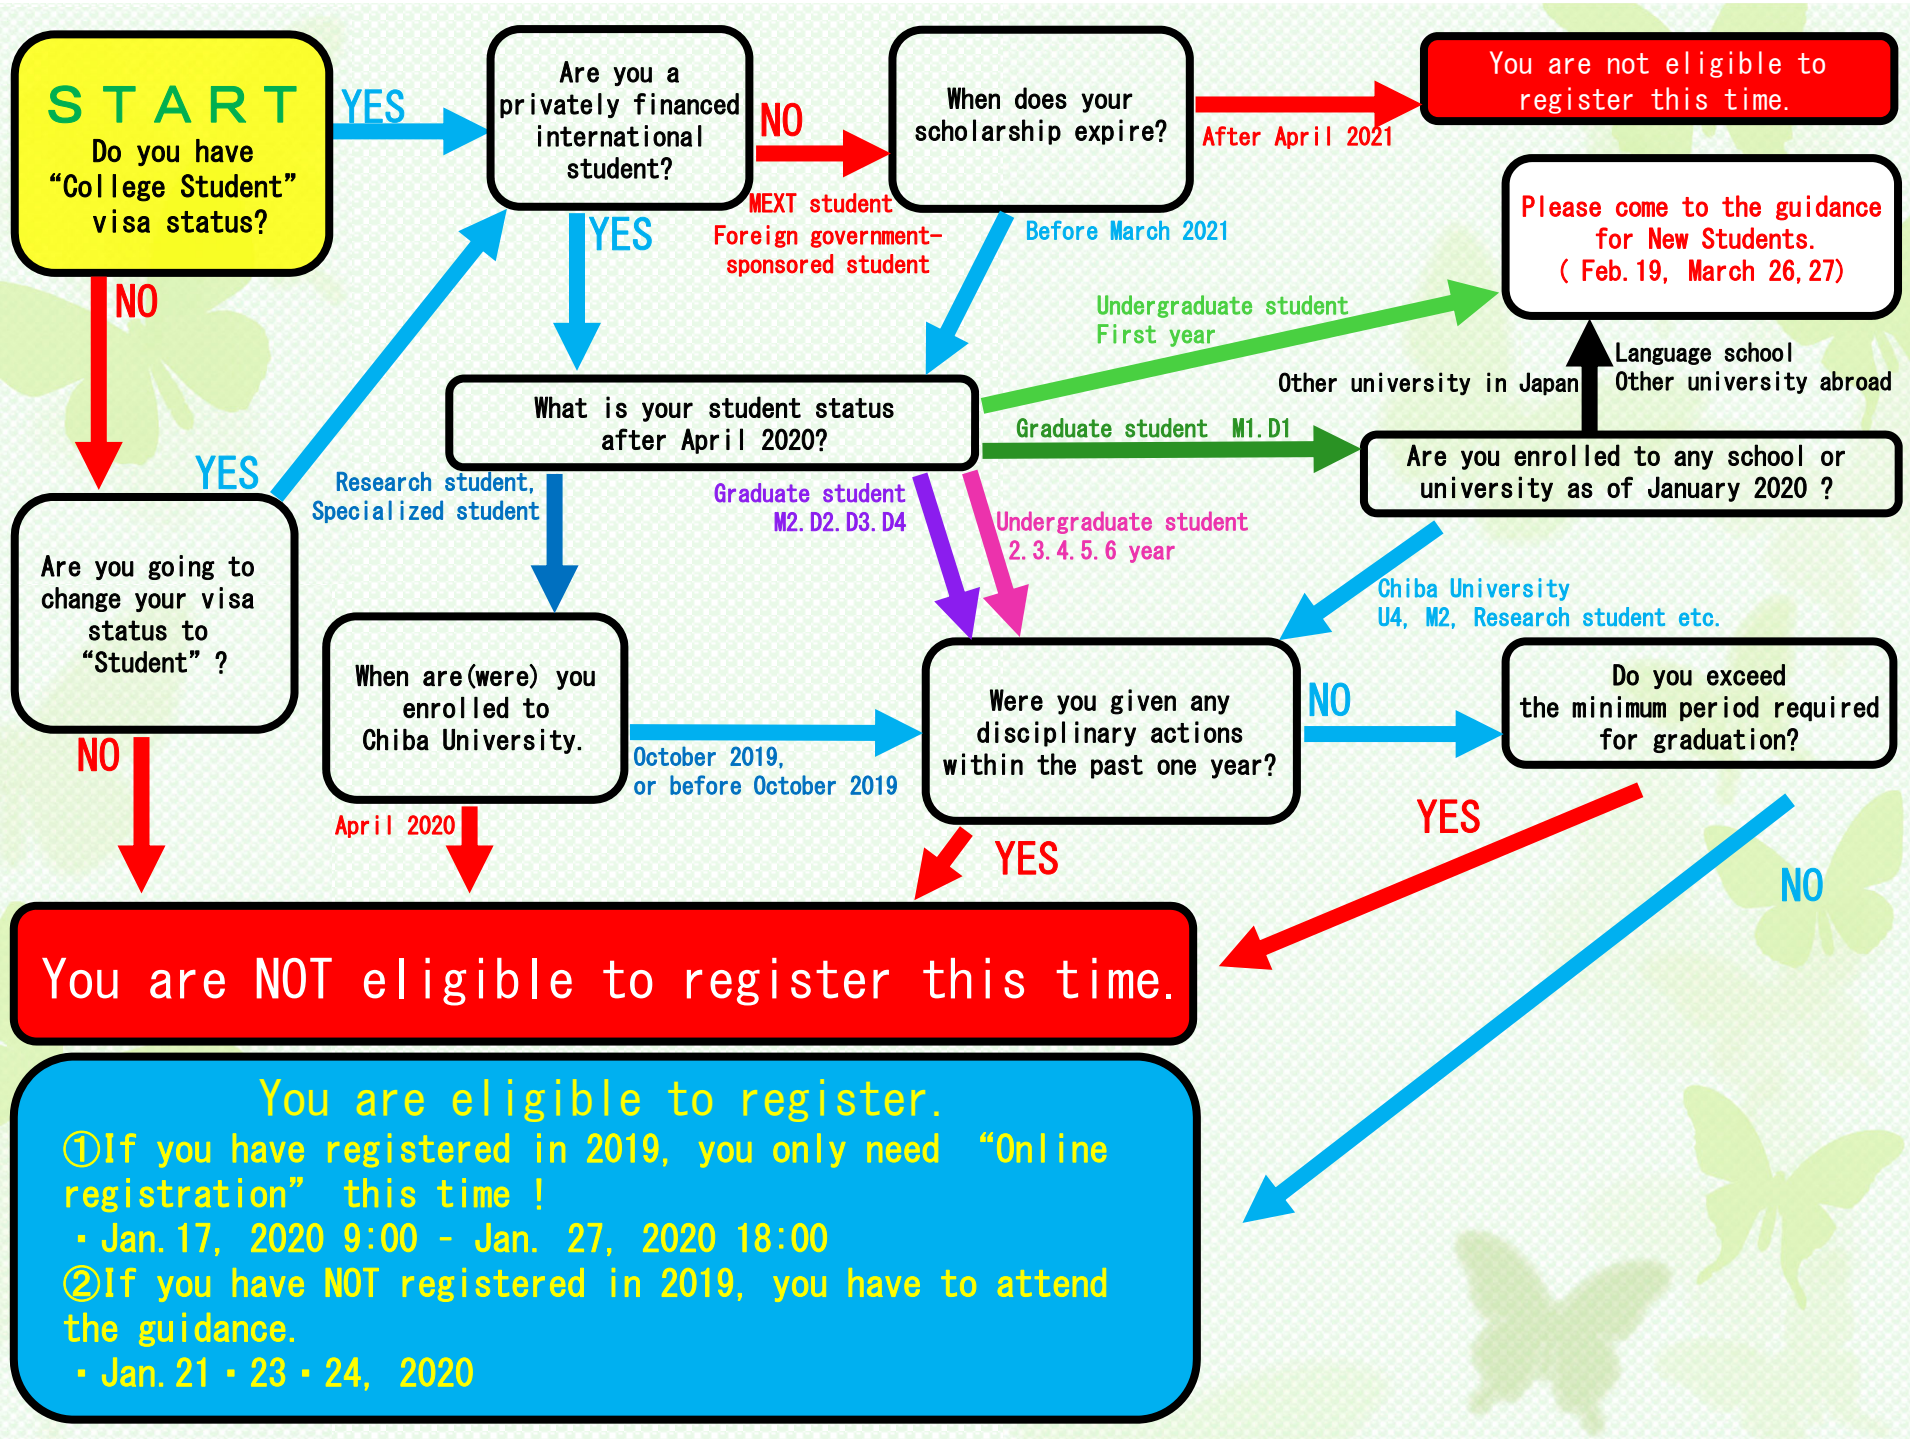 START
Do you have
“College Student”
visa status?
YES
Are you a
privately financed
international
student?
NO
MEXT student
Foreign government-
sponsored student
When does your
scholarship expire?
After April 2021
You are not eligible to
register this time.
Please come to the guidance
for New Students.
( Feb.19, March 26,27)
NO
YES
Before March 2021
Undergraduate student
First year
Language school
Other university abroad
Other university in Japan
What is your student status
after April 2020?
Graduate student M1.D1
Are you enrolled to any school or
university as of January 2020 ?
YES
Research student,
Specialized student
Graduate student
M2.D2.D3.D4
Undergraduate student
2.3.4.5.6 year
Chiba University
U4, M2, Research student etc.
Are you going to
change your visa
status to
“Student” ?
When are(were) you
enrolled to
Chiba University.
October 2019,
or before October 2019
Were you given any
disciplinary actions
within the past one year?
NO
Do you exceed
the minimum period required
for graduation?
NO
April 2020
YES
YES
NO
You are NOT eligible to register this time.
You are eligible to register.
①If you have registered in 2019, you only need “Online
registration” this time !
・Jan.17, 2020 9:00 - Jan. 27, 2020 18:00
②If you have NOT registered in 2019, you have to attend
the guidance.
・Jan.21・23・24, 2020